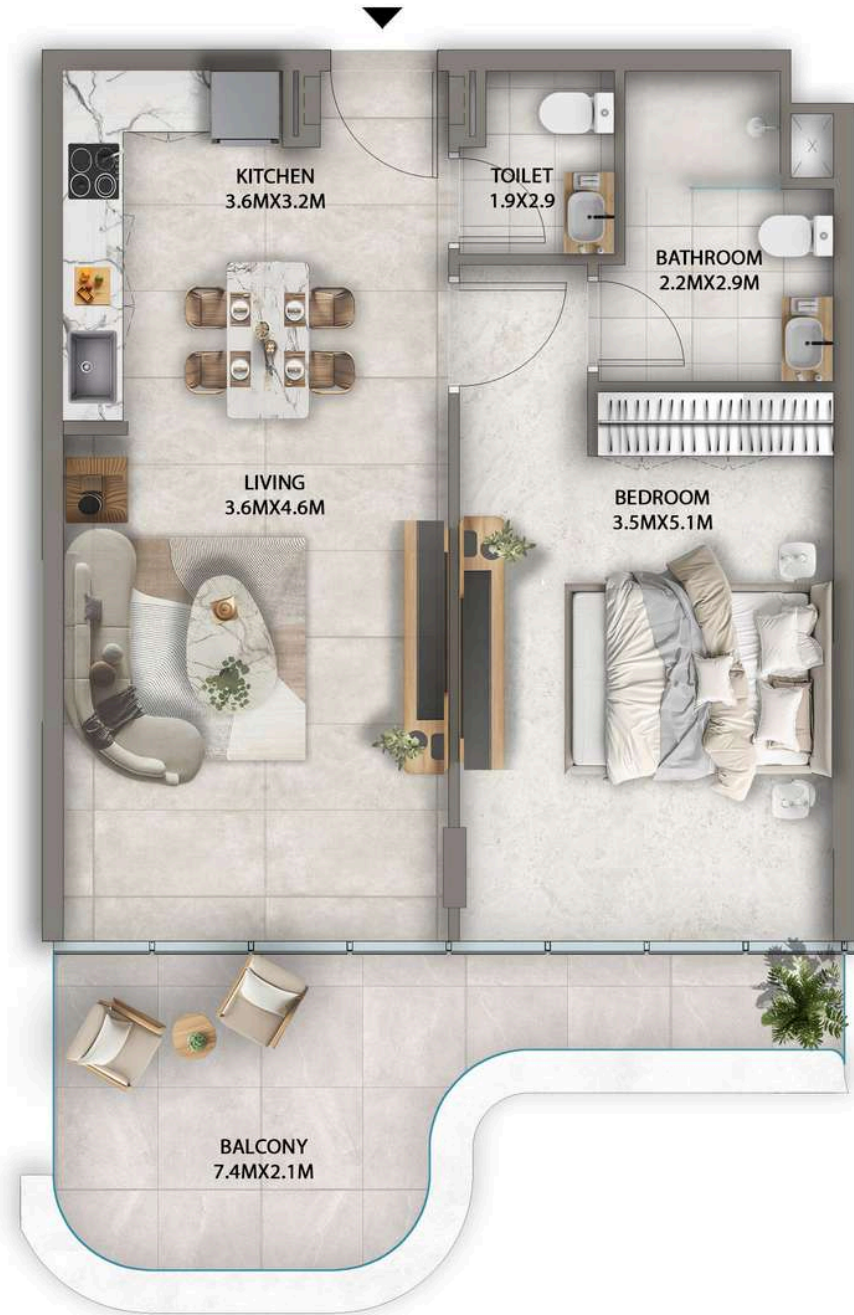 KITCHEN
3.6MX3.2M
TOILET
1.9X2.9
BATHROOM
2.2MX2.9M
LIVING
3.6MX4.6M
BEDROOM
3.5MX5.1M
BALCONY
7.4MX2.1M